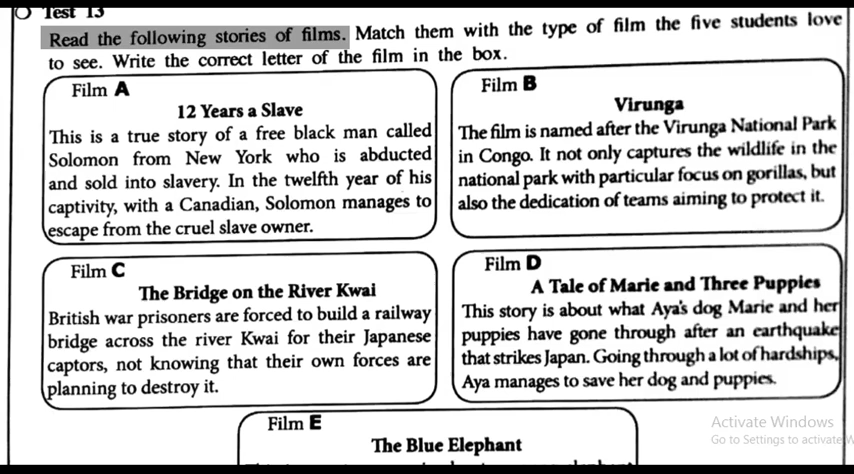 Test 13
Read the following stories of films. Match them with the type of film the five students love
to see. Write the correct letter of the film in the box.
Film A
12 Years a Slave
This is a true story of a free black man called
Solomon from New York who is abducted
and sold into slavery. In the twelfth year of his
captivity, with a Canadian, Solomon manages to
escape from the cruel slave owner.
Film B
Virunga
The film is named after the Virunga National Park
in Congo. It not only captures the wildlife in the
national park with particular focus on gorillas, but
also the dedication of teams aiming to protect it.
Film C
The Bridge on the River Kwai
British war prisoners are forced to build a railway
bridge across the river Kwai for their Japanese
captors, not knowing that their own forces are
planning to destroy it.
Film D
A Tale of Marie and Three Puppies
This story is about what Aya's dog Marie and her
puppies have gone through after an earthquake
that strikes Japan. Going through a lot of hardships,
Aya manages to save her dog and puppies.
Film E
The Blue Elephant
Activate Windows
Go to Settings to activate W